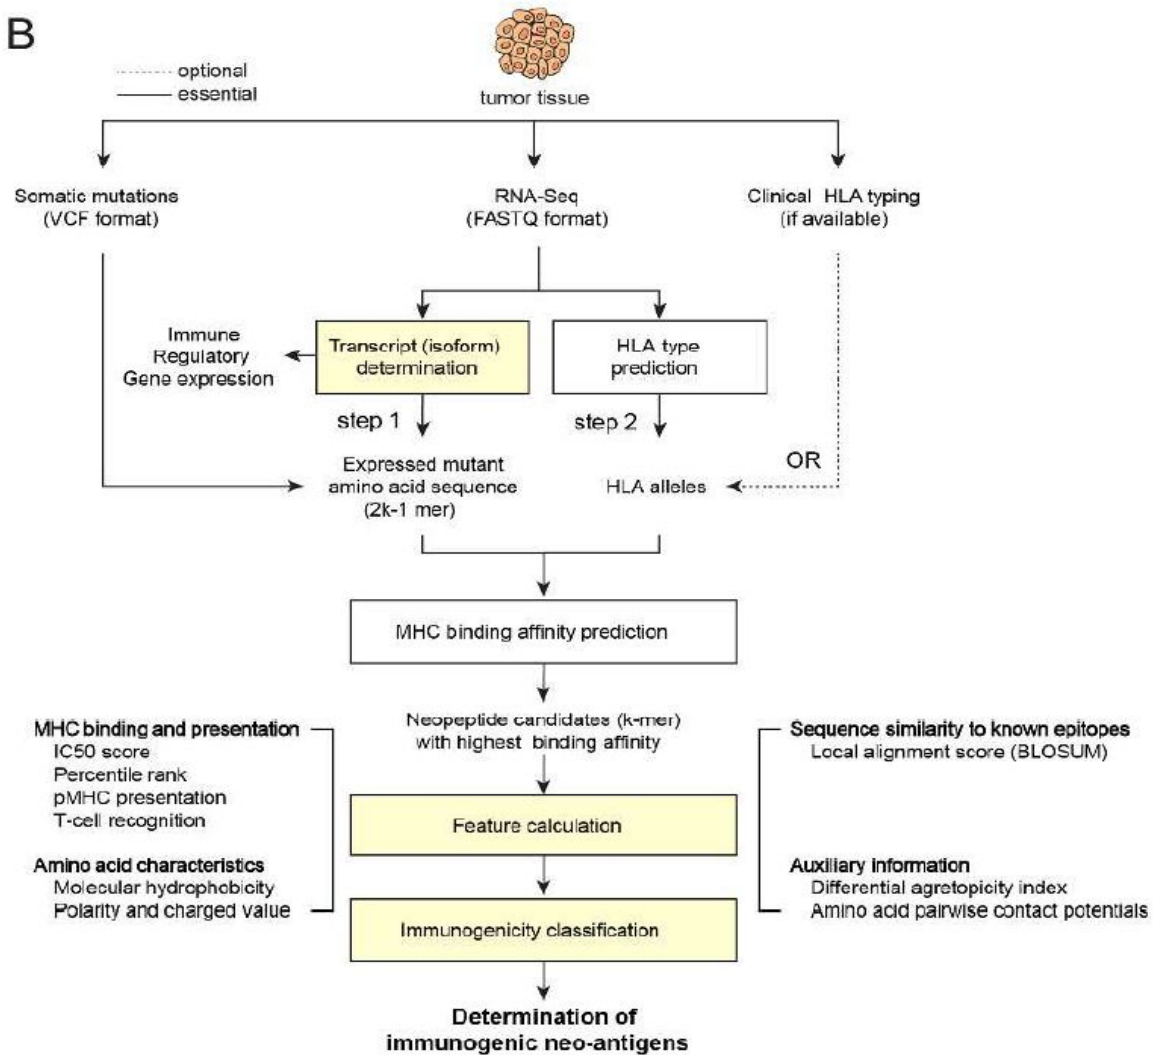 B
optional
essential
tumor tissue
Somatic mutations
(VCF format)
RNA-Seq
(FASTQ format)
Clinical HLA typing
(if available)
Immune
Regulatory
Gene expression
Transcript (isoform)
determination
HLA type
prediction
step 1
step 2
OR
Expressed mutant
amino acid sequence
(2k-1 mer)
HLA alleles
MHC binding affinity prediction
Neopeptide candidates (k-mer)
with highest binding affinity
MHC binding and presentation
IC50 score
Percentile rank
pMHC presentation
T-cell recognition
Amino acid characteristics
Molecular hydrophobicity
Polarity and charged value
Feature calculation
Immunogenicity classification
Sequence similarity to known epitopes
Local alignment score (BLOSUM)
Auxiliary information
Differential agretopicity index
Amino acid pairwise contact potentials
Determination of
immunogenic neo-antigens